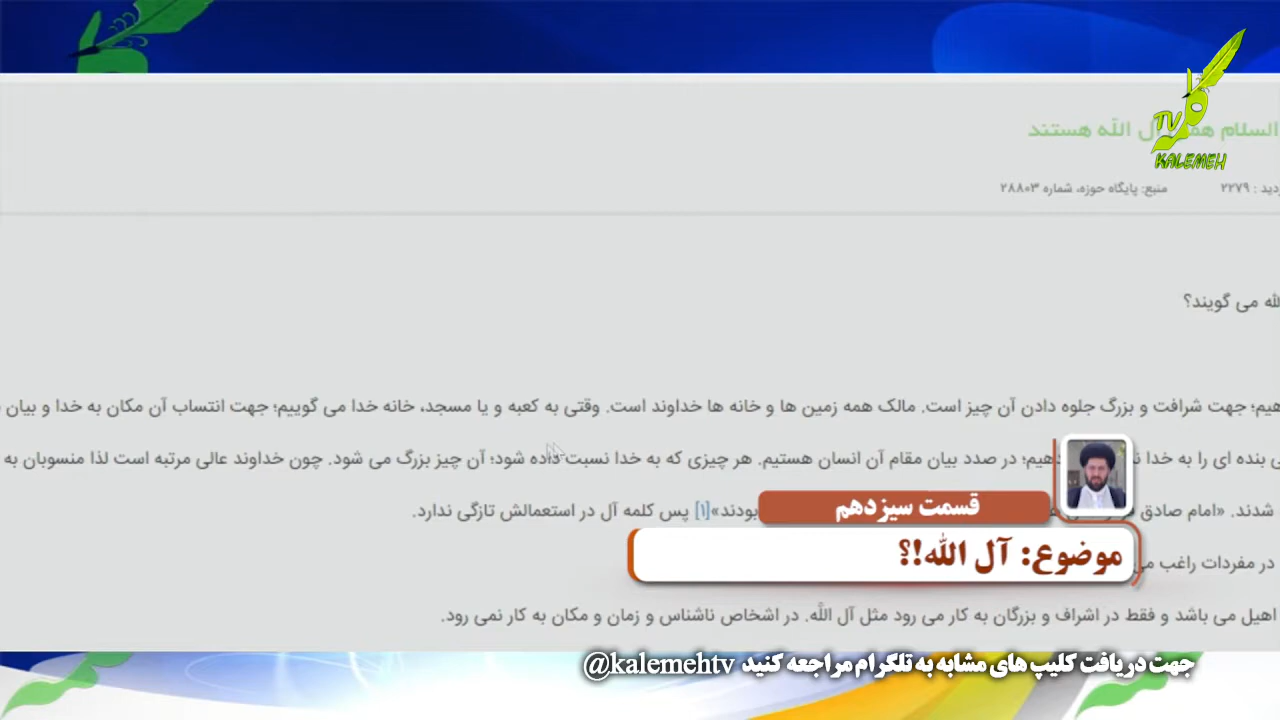 TV
KALEMEH
السلام هم آل الله هستند
دید : ۲۲۷۹
منبع: پایگاه حوزه، شماره ۲۸۸۰۳
لله می گویند؟
هیم؛ جهت شرافت و بزرگ جلوه دادن آن چیز است. مالک همه زمین ها و خانه ها خداوند است. وقتی به کعبه و یا مسجد، خانه خدا می گوییم؛ جهت انتساب آن مکان به خدا و بیان
بنده ای را به خدا دهیم؛ در صدد بیان مقام آن انسان هستیم. هر چیزی که به خدا نسبت داده شود؛ آن چیز بزرگ می شود. چون خداوند عالی مرتبه است لذا منسوبان به
شدند. «امام صادق بودند»[۱] پس کلمه آل در استعمالش تازگی ندارد.
قسمت سیزدهم
موضوع: آل الله!؟
در مفردات راغب
اهیل می باشد و فقط در اشراف و بزرگان به کار می رود مثل آل اللَّه. در اشخاص ناشناس و زمان و مکان به کار نمی رود.
جهت دریافت کلیپ های مشابه به تلگرام مراجعه کنید @kalemehtv